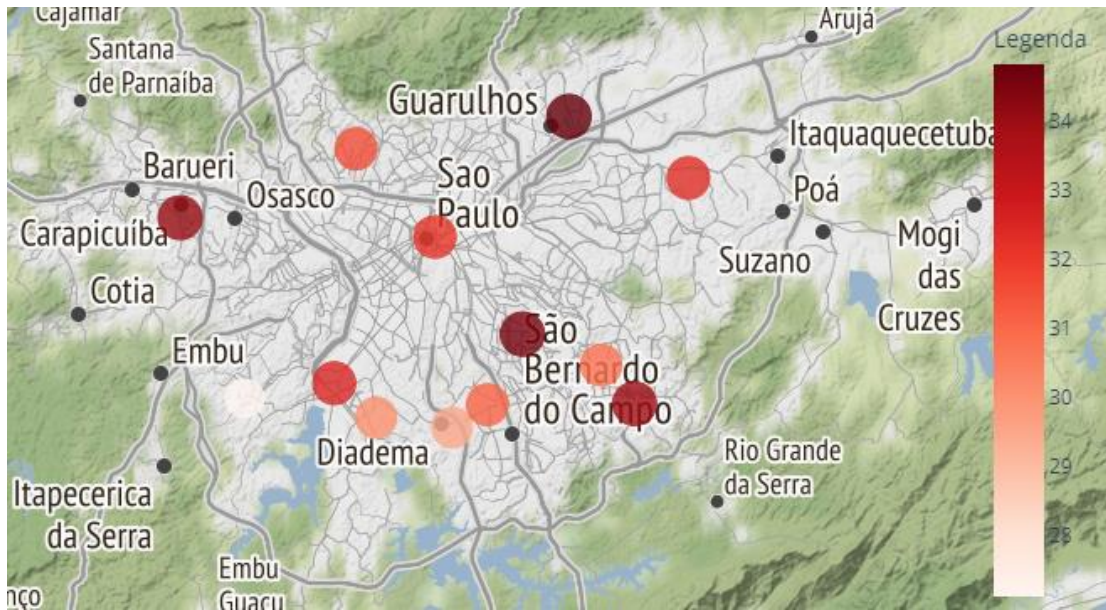 Cajamar
Arujá
Legenda
Santana
de Parnaíba
Guarulhos
34
Itaquaquecetuba
Barueri
Sao
Paulo
Osasco
Poá
33
Carapicuíba
Suzano
Mogi
das
Cruzes
32
Cotia
31
Embu
São
Bernardo
do Campo
30
Diadema
Rio Grande
da Serra
29
Itapecerica
da Serra
28
Embu
Guaçu
nço